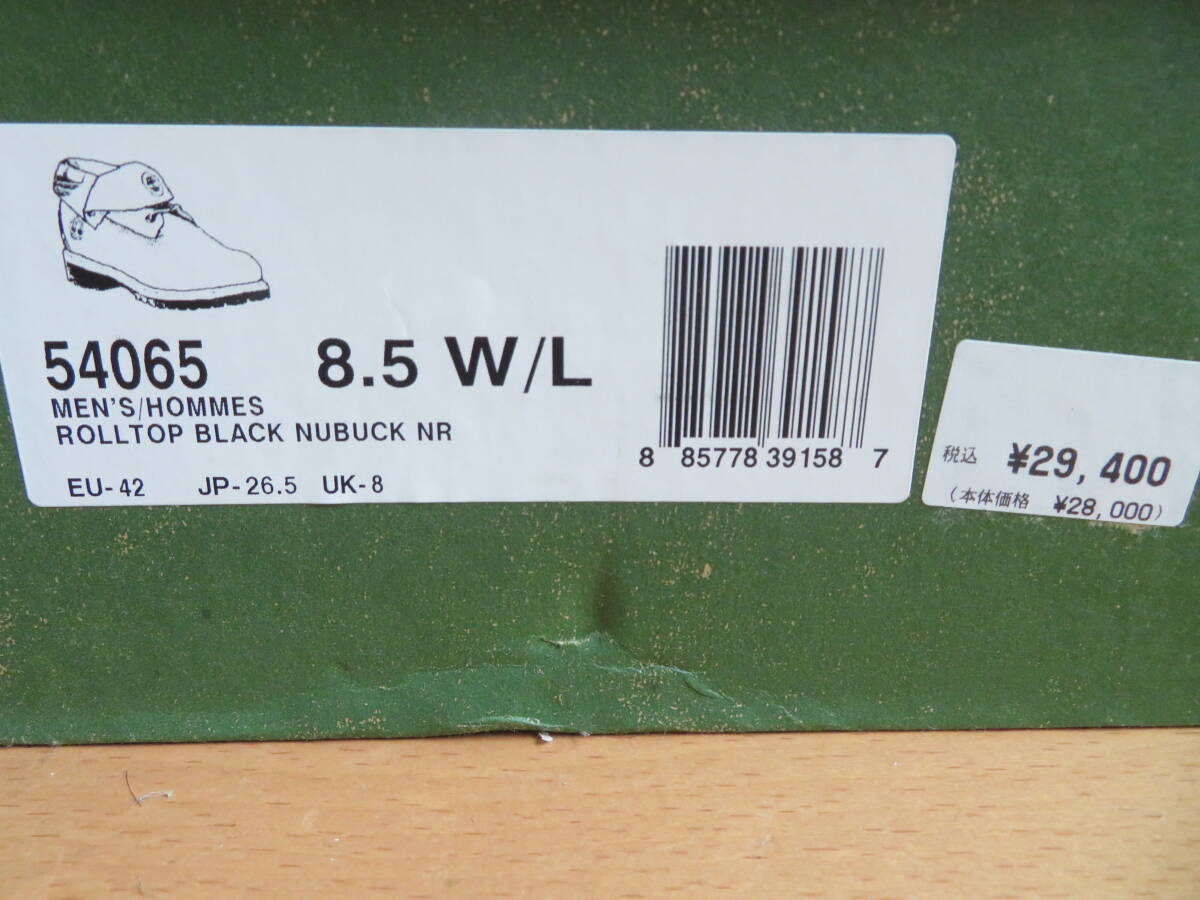 54065 8.5 W/L
MEN'S/HOMMES
ROLLTOP BLACK NUBUCK NR
EU-42 JP-26.5 UK-8
8 85778 39158 7
税込 ¥29,400
(本体価格 ¥28,000)